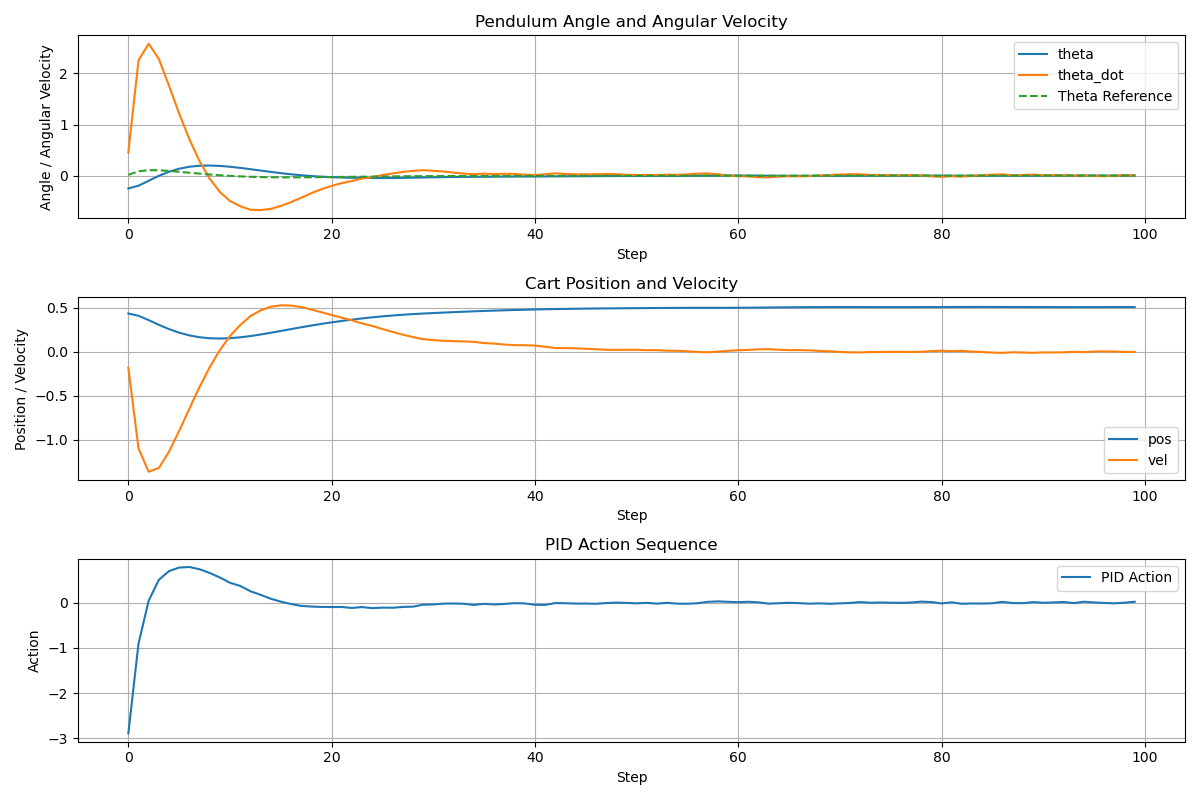 Pendulum Angle and Angular Velocity
Angle / Angular Velocity
2
1
0
theta
theta_dot
Theta Reference
0 20 40 60 80 100
Step
Cart Position and Velocity
Position / Velocity
0.5
0.0
−0.5
−1.0
pos
vel
0 20 40 60 80 100
Step
PID Action Sequence
Action
0
−1
−2
−3
PID Action
0 20 40 60 80 100
Step